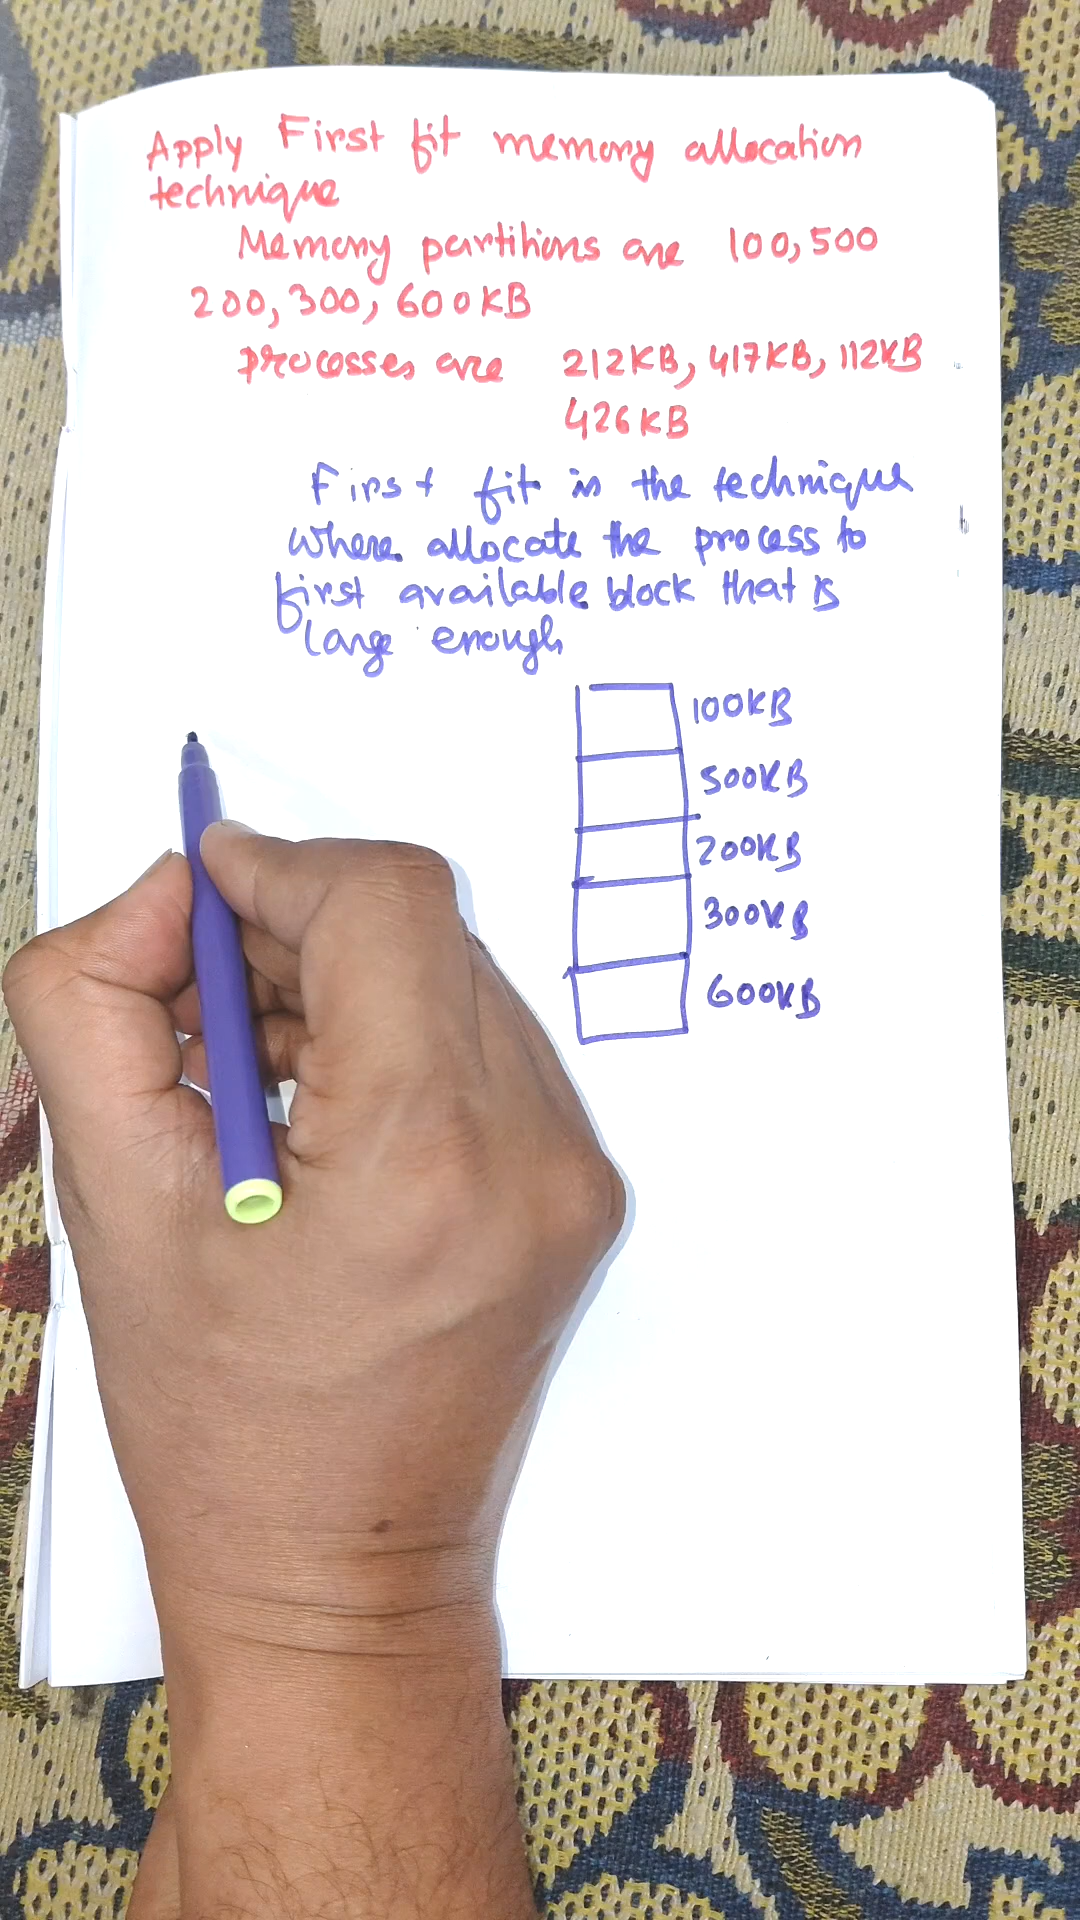 Apply First fit memory allocation
technique
Memory partitions are 100, 500
200, 300, 600KB
processes are 212KB, 417KB, 112KB
426KB
First fit is the technique
where allocate the process to
first available block that is
large enough
100KB
500KB
200KB
300KB
600KB